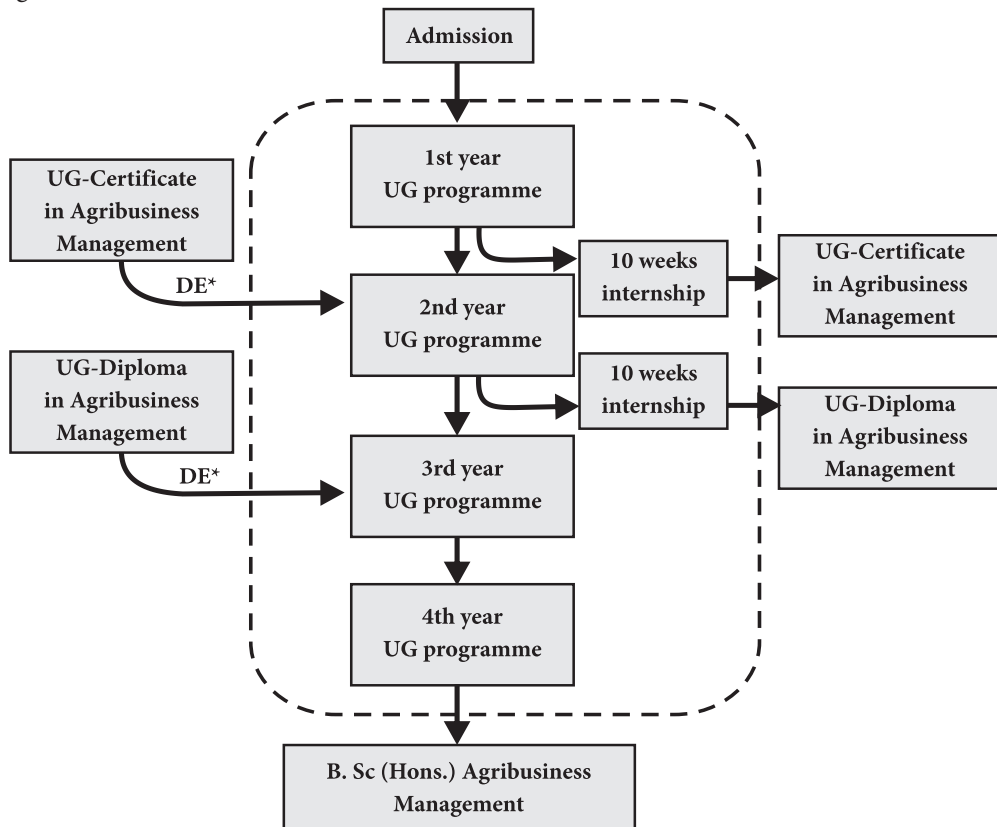 Admission
1st year
UG programme
UG-Certificate
in Agribusiness
Management
10 weeks
internship
UG-Certificate
in Agribusiness
Management
DE*
2nd year
UG programme
UG-Diploma
in Agribusiness
Management
10 weeks
internship
UG-Diploma
in Agribusiness
Management
DE*
3rd year
UG programme
4th year
UG programme
B. Sc (Hons.) Agribusiness
Management